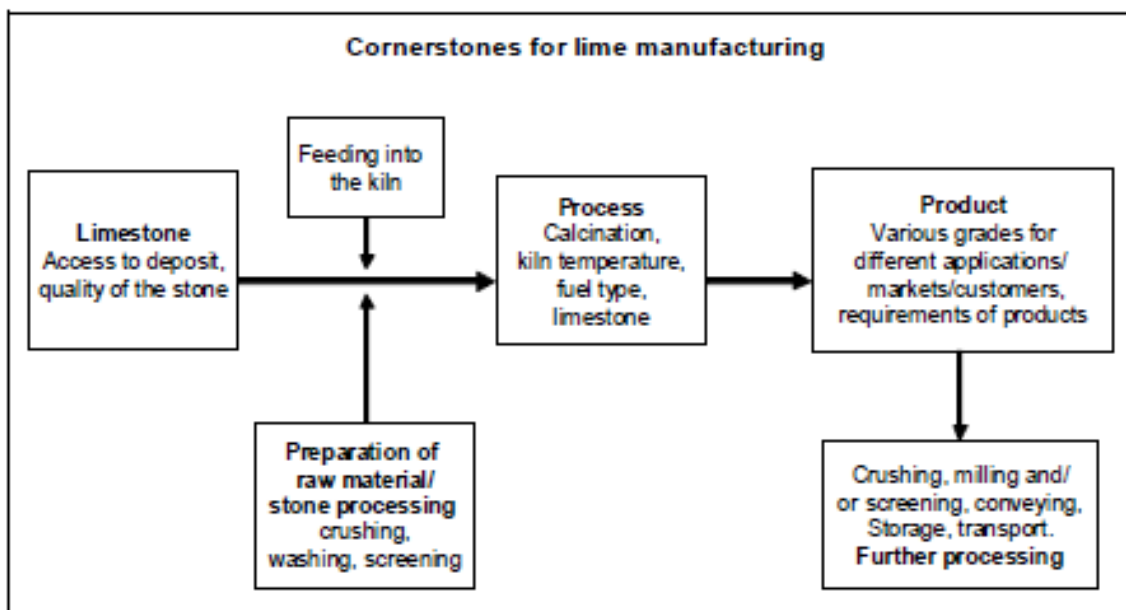 Cornerstones for lime manufacturing
Feeding into
the kiln
Limestone
Access to deposit,
quality of the stone
Process
Calcination,
kiln temperature,
fuel type,
limestone
Product
Various grades for
different applications/
markets/customers,
requirements of products
Preparation of
raw material/
stone processing
crushing,
washing, screening
Crushing, milling and/
or screening, conveying,
Storage, transport.
Further processing